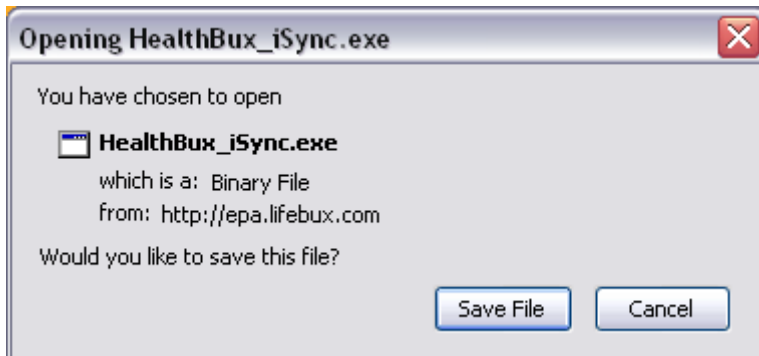 Opening HealthBux_iSync.exe
You have chosen to open
HealthBux_iSync.exe
which is a: Binary File
from: http://epa.lifebux.com
Would you like to save this file?
Save File Cancel